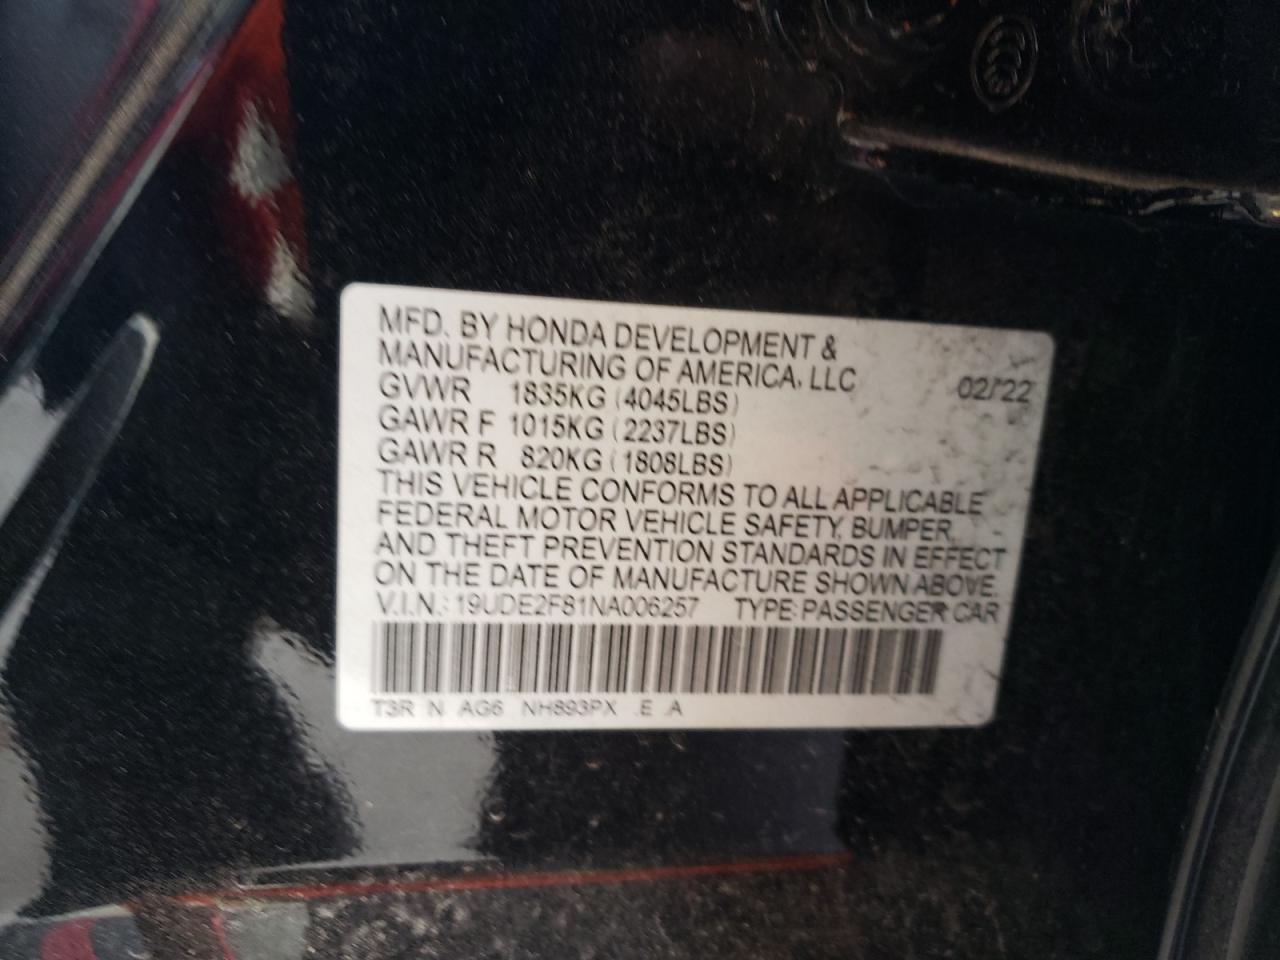 MFD. BY HONDA DEVELOPMENT &
MANUFACTURING OF AMERICA, LLC 02/22
GVWR 1835KG (4045LBS)
GAWR F 1015KG (2237LBS)
GAWR R 820KG (1808LBS)
THIS VEHICLE CONFORMS TO ALL APPLICABLE
FEDERAL MOTOR VEHICLE SAFETY, BUMPER,
AND THEFT PREVENTION STANDARDS IN EFFECT
ON THE DATE OF MANUFACTURE SHOWN ABOVE.
V.I.N.: 19UDE2F81NA006257 TYPE: PASSENGER CAR
T3R N AG6 NH893PX E A